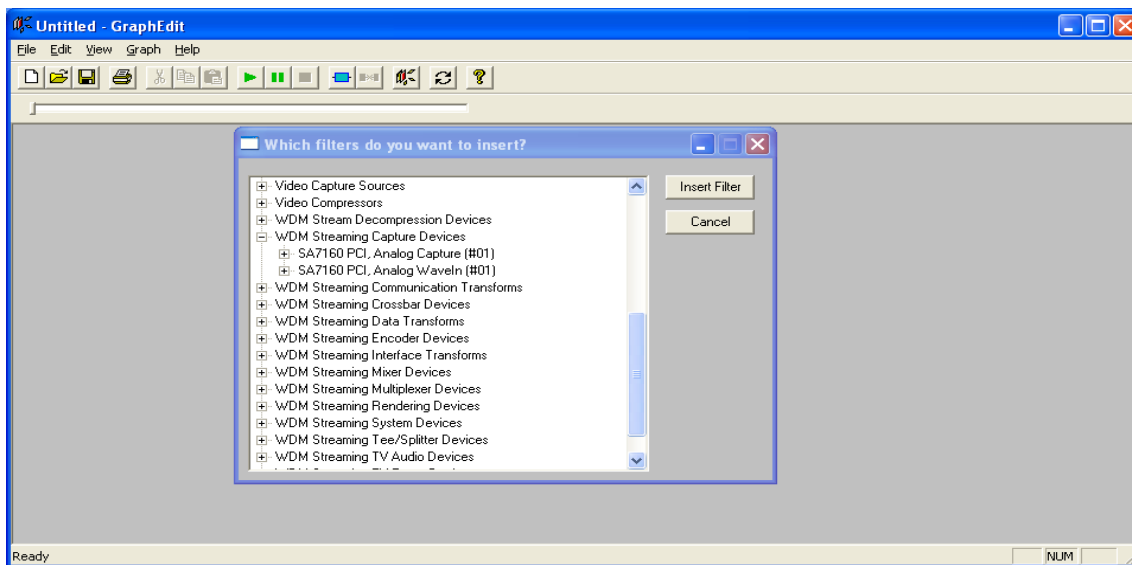 Untitled - GraphEdit
File Edit View Graph Help
Which filters do you want to insert?
Video Capture Sources
Video Compressors
WDM Stream Decompression Devices
WDM Streaming Capture Devices
SA7160 PCI, Analog Capture (#01)
SA7160 PCI, Analog WaveIn (#01)
WDM Streaming Communication Transforms
WDM Streaming Crossbar Devices
WDM Streaming Data Transforms
WDM Streaming Encoder Devices
WDM Streaming Interface Transforms
WDM Streaming Mixer Devices
WDM Streaming Multiplexer Devices
WDM Streaming Rendering Devices
WDM Streaming System Devices
WDM Streaming Tee/Splitter Devices
WDM Streaming TV Audio Devices
Insert Filter
Cancel
Ready
NUM